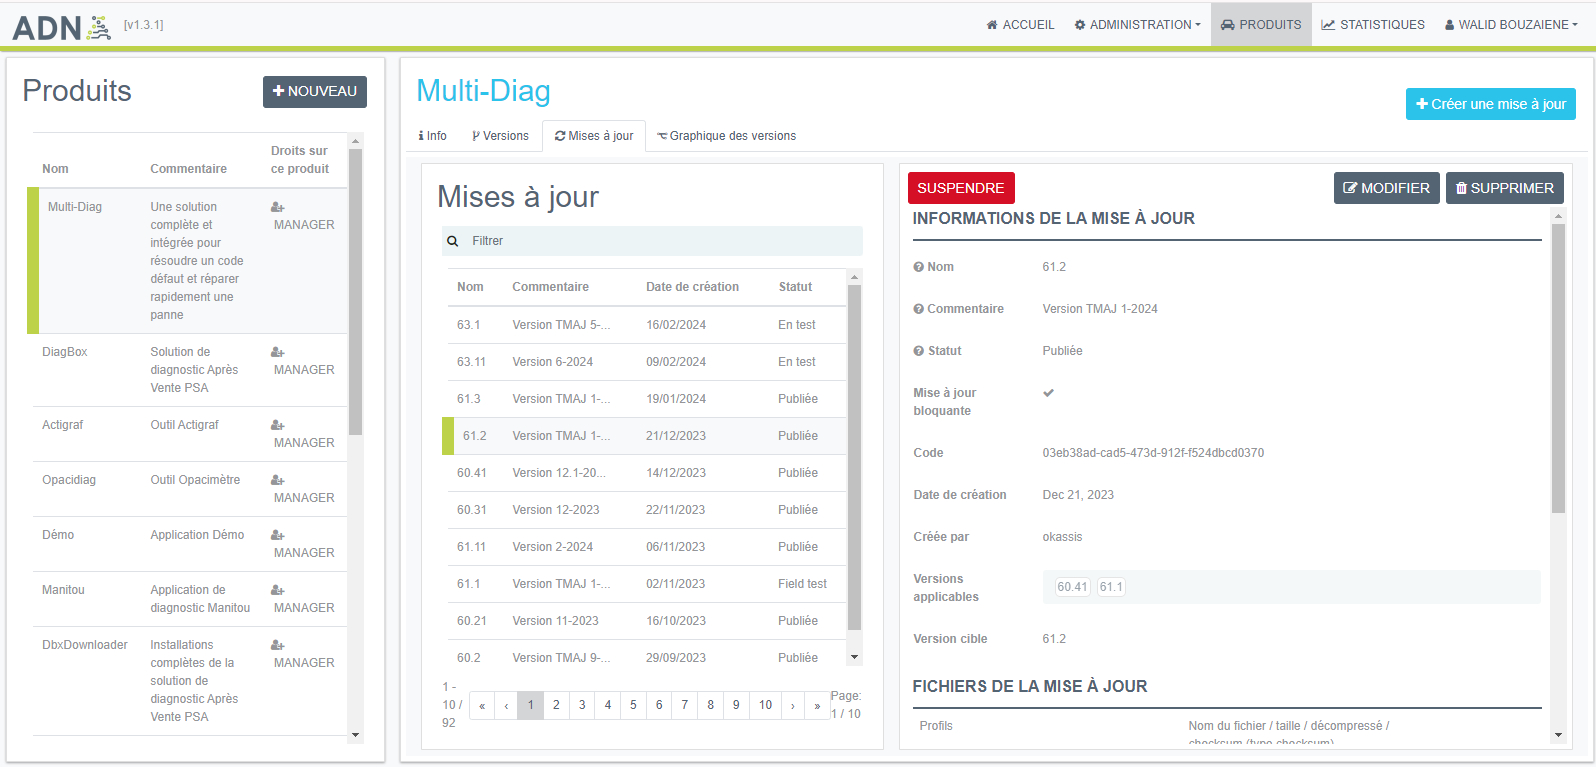 ADN [v1.3.1]
ACCUEIL
ADMINISTRATION
PRODUITS
STATISTIQUES
WALID BOUZAIENE
Produits
NOUVEAU
Nom Commentaire Droits sur
ce produit
Multi-Diag Une solution
complète et
intégrée pour
résoudre un code
défaut et réparer
rapidement une
panne
MANAGER
DiagBox Solution de
diagnostic Après
Vente PSA
MANAGER
Actigraf Outil Actigraf
MANAGER
Opacidiag Outil Opacimètre
MANAGER
Démo Application Démo
MANAGER
Manitou Application de
diagnostic Manitou
MANAGER
DbxDownloader Installations
complètes de la
solution de
diagnostic Après
Vente PSA
MANAGER
Multi-Diag
Créer une mise à jour
Info
Versions
Mises à jour
Graphique des versions
Mises à jour
Filtrer
Nom Commentaire Date de création Statut
63.1 Version TMAJ 5-... 16/02/2024 En test
63.11 Version 6-2024 09/02/2024 En test
61.3 Version TMAJ 1-... 19/01/2024 Publiée
61.2 Version TMAJ 1-... 21/12/2023 Publiée
60.41 Version 12.1-20... 14/12/2023 Publiée
60.31 Version 12-2023 22/11/2023 Publiée
61.11 Version 2-2024 06/11/2023 Publiée
61.1 Version TMAJ 1-... 02/11/2023 Field test
60.21 Version 11-2023 16/10/2023 Publiée
60.2 Version TMAJ 9-... 29/09/2023 Publiée
1 -
10 /
92
« ‹ 1 2 3 4 5 6 7 8 9 10 › »
Page:
1 / 10
SUSPENDRE
MODIFIER
SUPPRIMER
INFORMATIONS DE LA MISE À JOUR
Nom 61.2
Commentaire Version TMAJ 1-2024
Statut Publiée
Mise à jour
bloquante
Code 03eb38ad-cad5-473d-912f-f524dbcd0370
Date de création Dec 21, 2023
Créée par okassis
Versions
applicables
60.41 61.1
Version cible 61.2
FICHIERS DE LA MISE À JOUR
Profils Nom du fichier / taille / décompressé /
checksum (type checksum)